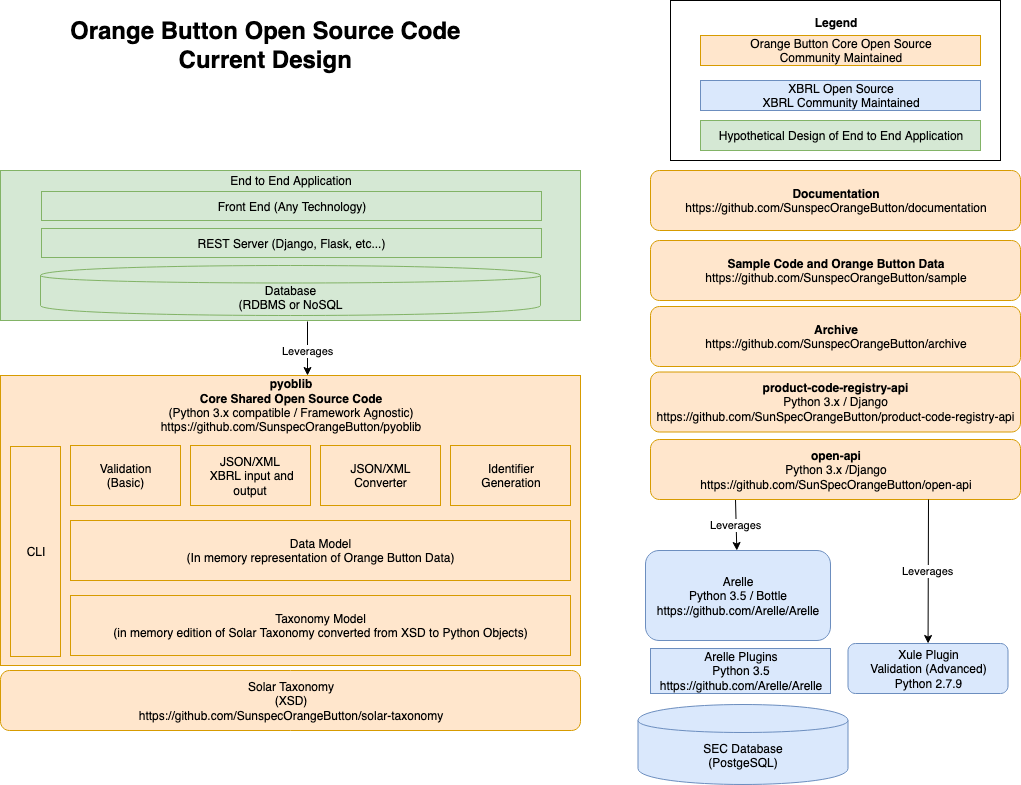 Orange Button Open Source Code
Current Design
Legend
Orange Button Core Open Source
Community Maintained
XBRL Open Source
XBRL Community Maintained
Hypothetical Design of End to End Application
End to End Application
Front End (Any Technology)
REST Server (Django, Flask, etc...)
Database
(RDBMS or NoSQL
Leverages
pyoblib
Core Shared Open Source Code
(Python 3.x compatible / Framework Agnostic)
https://github.com/SunspecOrangeButton/pyoblib
CLI
Validation
(Basic)
JSON/XML
XBRL input and
output
JSON/XML
Converter
Identifier
Generation
Data Model
(In memory representation of Orange Button Data)
Taxonomy Model
(in memory edition of Solar Taxonomy converted from XSD to Python Objects)
Solar Taxonomy
(XSD)
https://github.com/SunspecOrangeButton/solar-taxonomy
Documentation
https://github.com/SunspecOrangeButton/documentation
Sample Code and Orange Button Data
https://github.com/SunspecOrangeButton/sample
Archive
https://github.com/SunspecOrangeButton/archive
product-code-registry-api
Python 3.x / Django
https://github.com/SunSpecOrangeButton/product-code-registry-api
open-api
Python 3.x /Django
https://github.com/SunSpecOrangeButton/open-api
Leverages
Leverages
Arelle
Python 3.5 / Bottle
https://github.com/Arelle/Arelle
Arelle Plugins
Python 3.5
https://github.com/Arelle/Arelle
Xule Plugin
Validation (Advanced)
Python 2.7.9
SEC Database
(PostgeSQL)